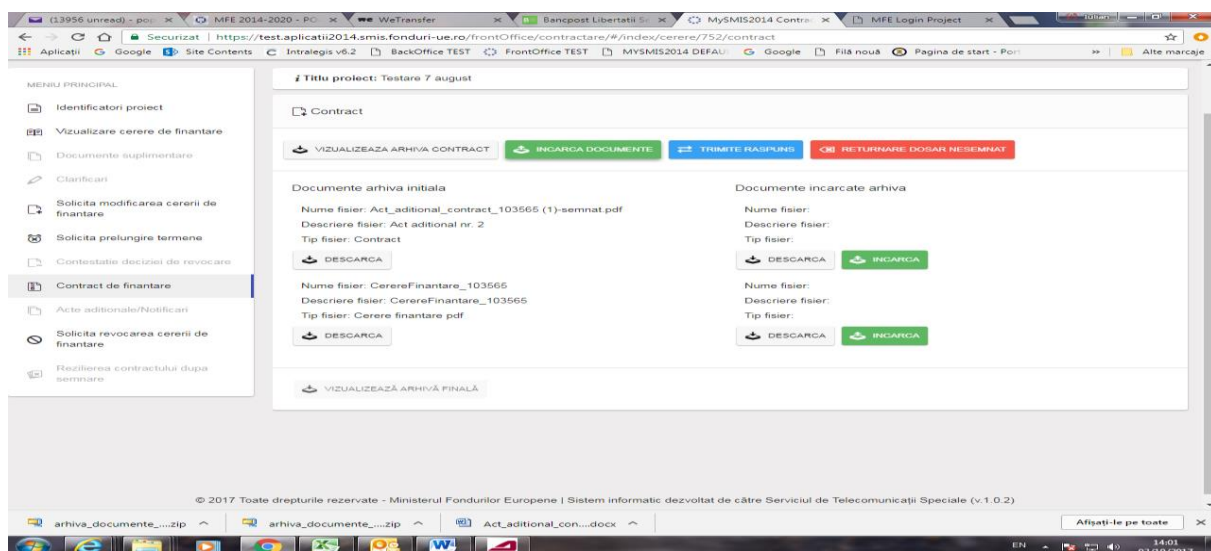 (13956 unread) - pop
MFE 2014-2020 - PO
WeTransfer
Bancpost Libertatii S
MySMIS2014 Contra
MFE Login Project
Iulian
Securizat | https://test.aplicatii2014.smis.fonduri-ue.ro/frontOffice/contractare/#/index/cerere/752/contract
Aplicații Google Site Contents Intralegis v6.2 BackOffice TEST FrontOffice TEST MYSMIS2014 DEFAU Google Filă nouă Pagina de start - Por » Alte marcaje
MENIU PRINCIPAL
Identificatori proiect
Vizualizare cerere de finantare
Documente suplimentare
Clarificari
Solicita modificarea cererii de
finantare
Solicita prelungire termene
Contestatie deciziei de revocare
Contract de finantare
Acte aditionale/Notificari
Solicita revocarea cererii de
finantare
Rezilierea contractului dupa
semnare
i Titlu proiect: Testare 7 august
Contract
VIZUALIZEAZA ARHIVA CONTRACT INCARCA DOCUMENTE TRIMITE RASPUNS RETURNARE DOSAR NESEMNAT
Documente arhiva initiala
Nume fisier: Act_aditional_contract_103565 (1)-semnat.pdf
Descriere fisier: Act aditional nr. 2
Tip fisier: Contract
DESCARCA
Nume fisier: CerereFinantare_103565
Descriere fisier: CerereFinantare_103565
Tip fisier: Cerere finantare pdf
DESCARCA
Documente incarcate arhiva
Nume fisier:
Descriere fisier:
Tip fisier:
DESCARCA INCARCA
Nume fisier:
Descriere fisier:
Tip fisier:
DESCARCA INCARCA
VIZUALIZEAZĂ ARHIVĂ FINALĂ
© 2017 Toate drepturile rezervate - Ministerul Fondurilor Europene | Sistem informatic dezvoltat de către Serviciul de Telecomunicații Speciale (v.1.0.2)
arhiva_documente_....zip
arhiva_documente_....zip
Act_aditional_con....docx
Afișați-le pe toate
EN
14:01